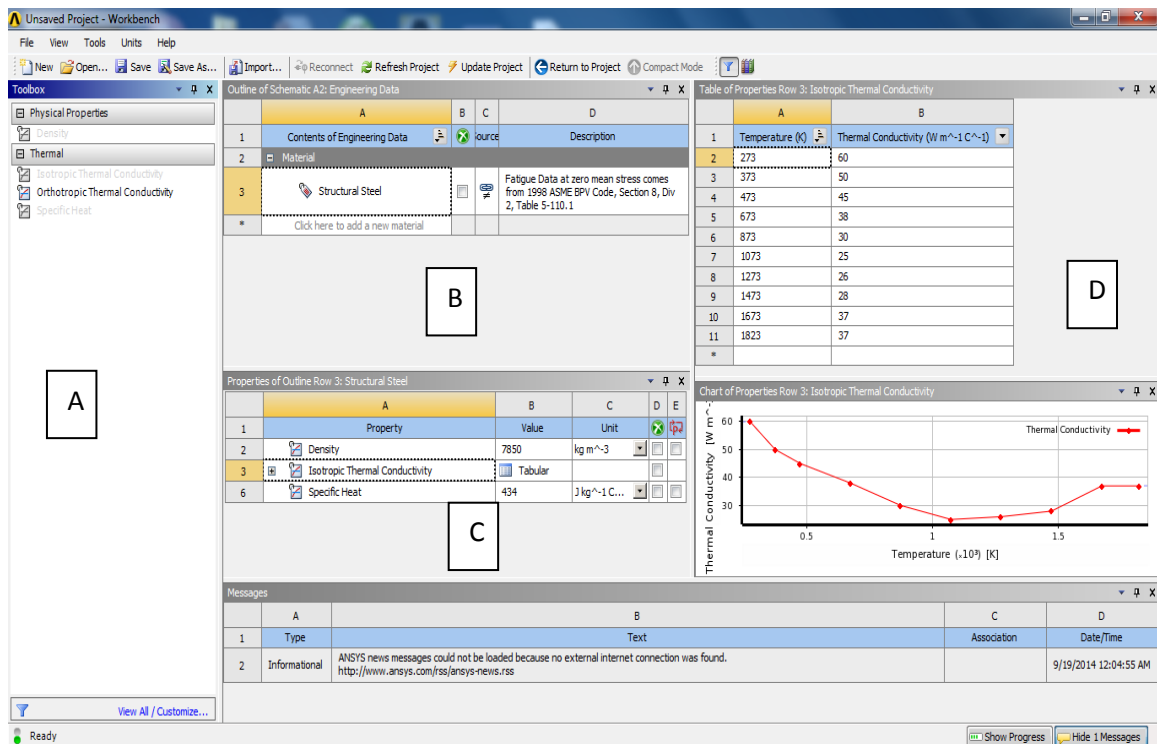 Unsaved Project - Workbench
File View Tools Units Help
New Open... Save Save As... Import... Reconnect Refresh Project Update Project Return to Project Compact Mode
Toolbox
Physical Properties
Density
Thermal
Isotropic Thermal Conductivity
Orthotropic Thermal Conductivity
Specific Heat
A
View All / Customize...
Outline of Schematic A2: Engineering Data
A B C D
1 Contents of Engineering Data Source Description
2 Material
3 Structural Steel Fatigue Data at zero mean stress comes
from 1998 ASME BPV Code, Section 8, Div
2, Table 5-110.1
* Click here to add a new material
B
Properties of Outline Row 3: Structural Steel
A B C D E
1 Property Value Unit
2 Density 7850 kg m^-3
3 Isotropic Thermal Conductivity Tabular
6 Specific Heat 434 J kg^-1 C...
C
Table of Properties Row 3: Isotropic Thermal Conductivity
A B
1 Temperature (K) Thermal Conductivity (W m^-1 C^-1)
2 273 60
3 373 50
4 473 45
5 673 38
6 873 30
7 1073 25
8 1273 26
9 1473 28
10 1673 37
11 1823 37
*
D
Chart of Properties Row 3: Isotropic Thermal Conductivity
Thermal Conductivity [W m^-
60
50
40
30
Thermal Conductivity
0.5 1 1.5
Temperature (x10³) [K]
Messages
A B C D
1 Type Text Association Date/Time
2 Informational ANSYS news messages could not be loaded because no external internet connection was found.
http://www.ansys.com/rss/ansys-news.rss
9/19/2014 12:04:55 AM
Ready Show Progress Hide 1 Messages